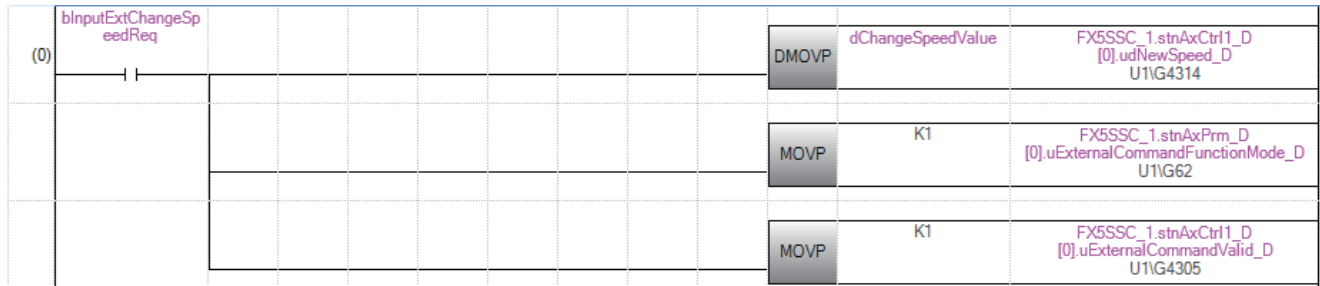 bInputExtChangeSp
eedReq
(0)
DMOVP
dChangeSpeedValue
FX5SSC_1.stnAxCtrl1_D
[0].udNewSpeed_D
U1\G4314
MOVP
K1
FX5SSC_1.stnAxPrm_D
[0].uExternalCommandFunctionMode_D
U1\G62
MOVP
K1
FX5SSC_1.stnAxCtrl1_D
[0].uExternalCommandValid_D
U1\G4305